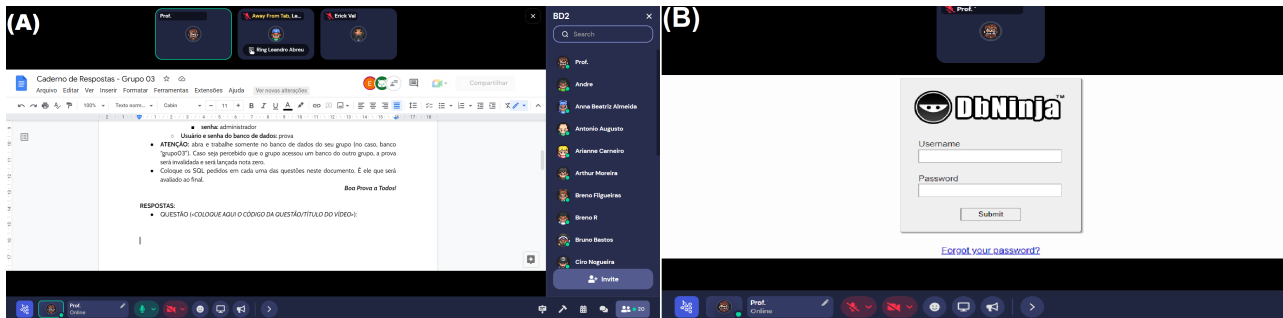 (A)
Prof.
Away From Tab, Le...
Ring Leandro Abreu
Erick Val
Caderno de Respostas - Grupo 03
Arquivo Editar Ver Inserir Formatar Ferramentas Extensões Ajuda Ver novas alterações
Compartilhar
100% Texto norm... Cabin 11 B I U A
senha: administrador
Usuário e senha do banco de dados: prova
ATENÇÃO: abra e trabalhe somente no banco de dados do seu grupo (no caso, banco
"grupo03"). Caso seja percebido que o grupo acessou um banco do outro grupo, a prova
será invalidada e será lançada nota zero.
Coloque os SQL pedidos em cada uma das questões neste documento. É ele que será
avaliado ao final.
Boa Prova a Todos!
RESPOSTAS:
QUESTÃO (<COLOQUE AQUI O CÓDIGO DA QUESTÃO/TÍTULO DO VÍDEO>):
BD2
Search
Prof.
Andre
Anna Beatriz Almeida
Antonio Augusto
Arianne Carneiro
Arthur Moreira
Breno Filgueiras
Breno R
Bruno Bastos
Ciro Nogueira
Invite
Prof.
Online
20
(B)
Prof.
DbNinja™
Username
Password
Submit
Forgot your password?
Prof.
Online